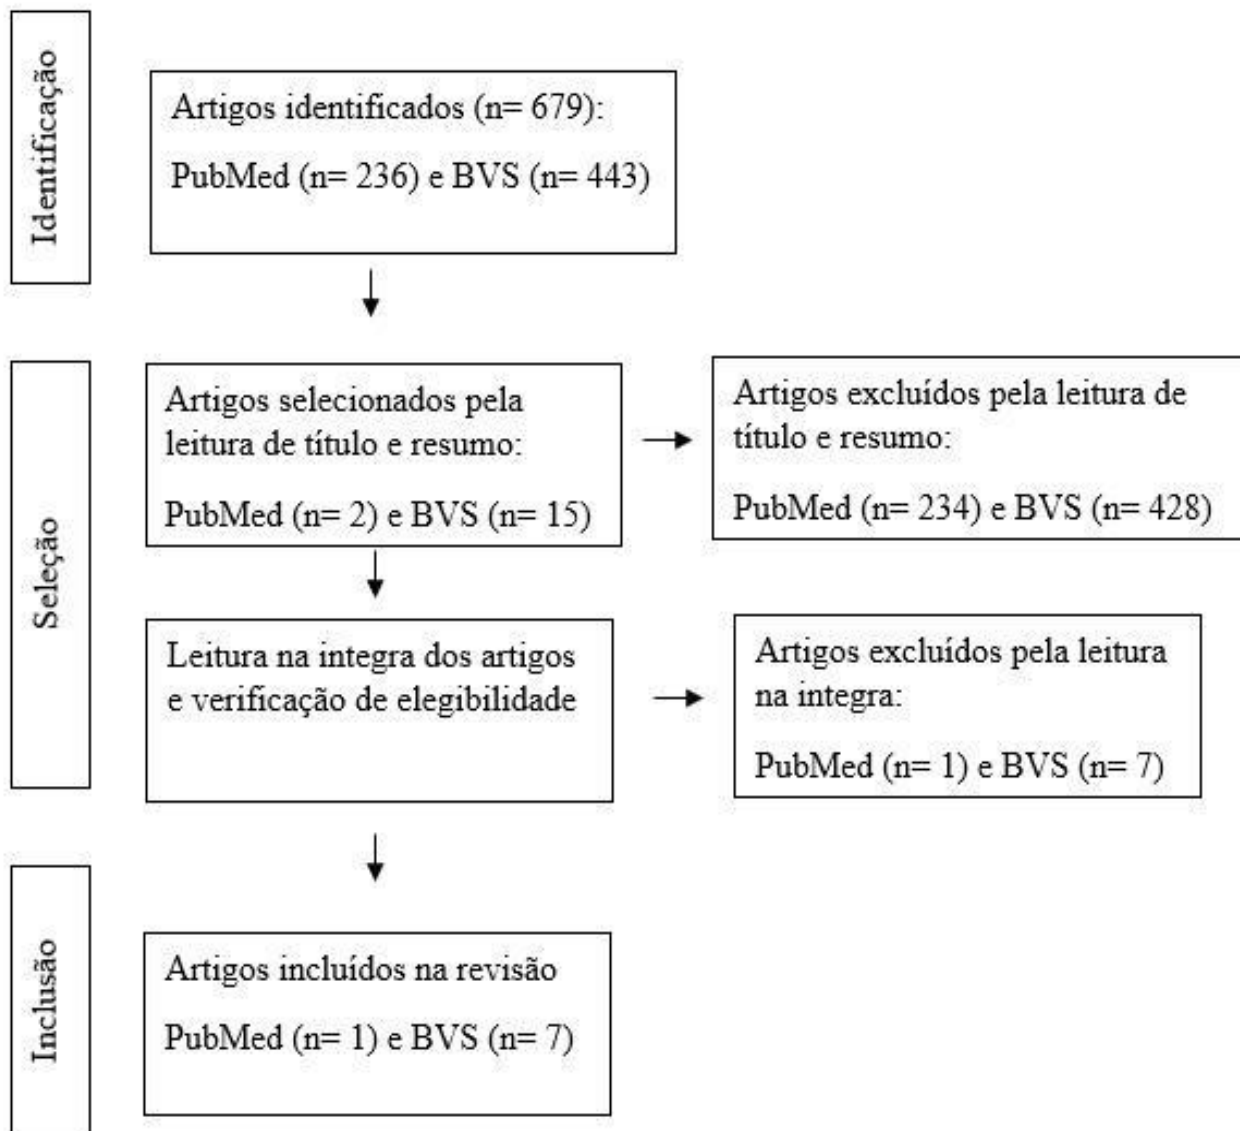 Identificação
Artigos identificados (n= 679):
PubMed (n= 236) e BVS (n= 443)
Seleção
Artigos selecionados pela
leitura de título e resumo:
PubMed (n= 2) e BVS (n= 15)
Artigos excluídos pela leitura de
título e resumo:
PubMed (n= 234) e BVS (n= 428)
Leitura na integra dos artigos
e verificação de elegibilidade
Artigos excluídos pela leitura
na integra:
PubMed (n= 1) e BVS (n= 7)
Inclusão
Artigos incluídos na revisão
PubMed (n= 1) e BVS (n= 7)